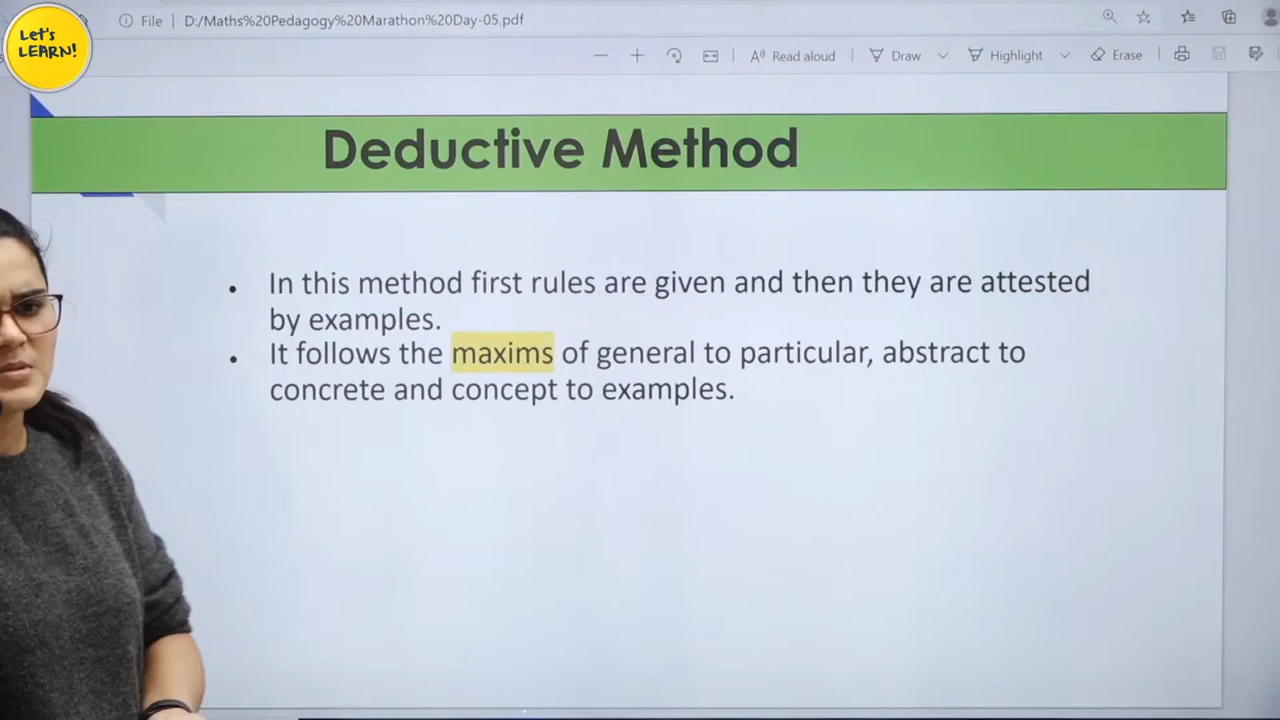 Let's
LEARN!
File
D:/Maths%20Pedagogy%20Marathon%20Day-05.pdf
Read aloud
Draw
Highlight
Erase
Deductive Method
• In this method first rules are given and then they are attested
by examples.
• It follows the maxims of general to particular, abstract to
concrete and concept to examples.